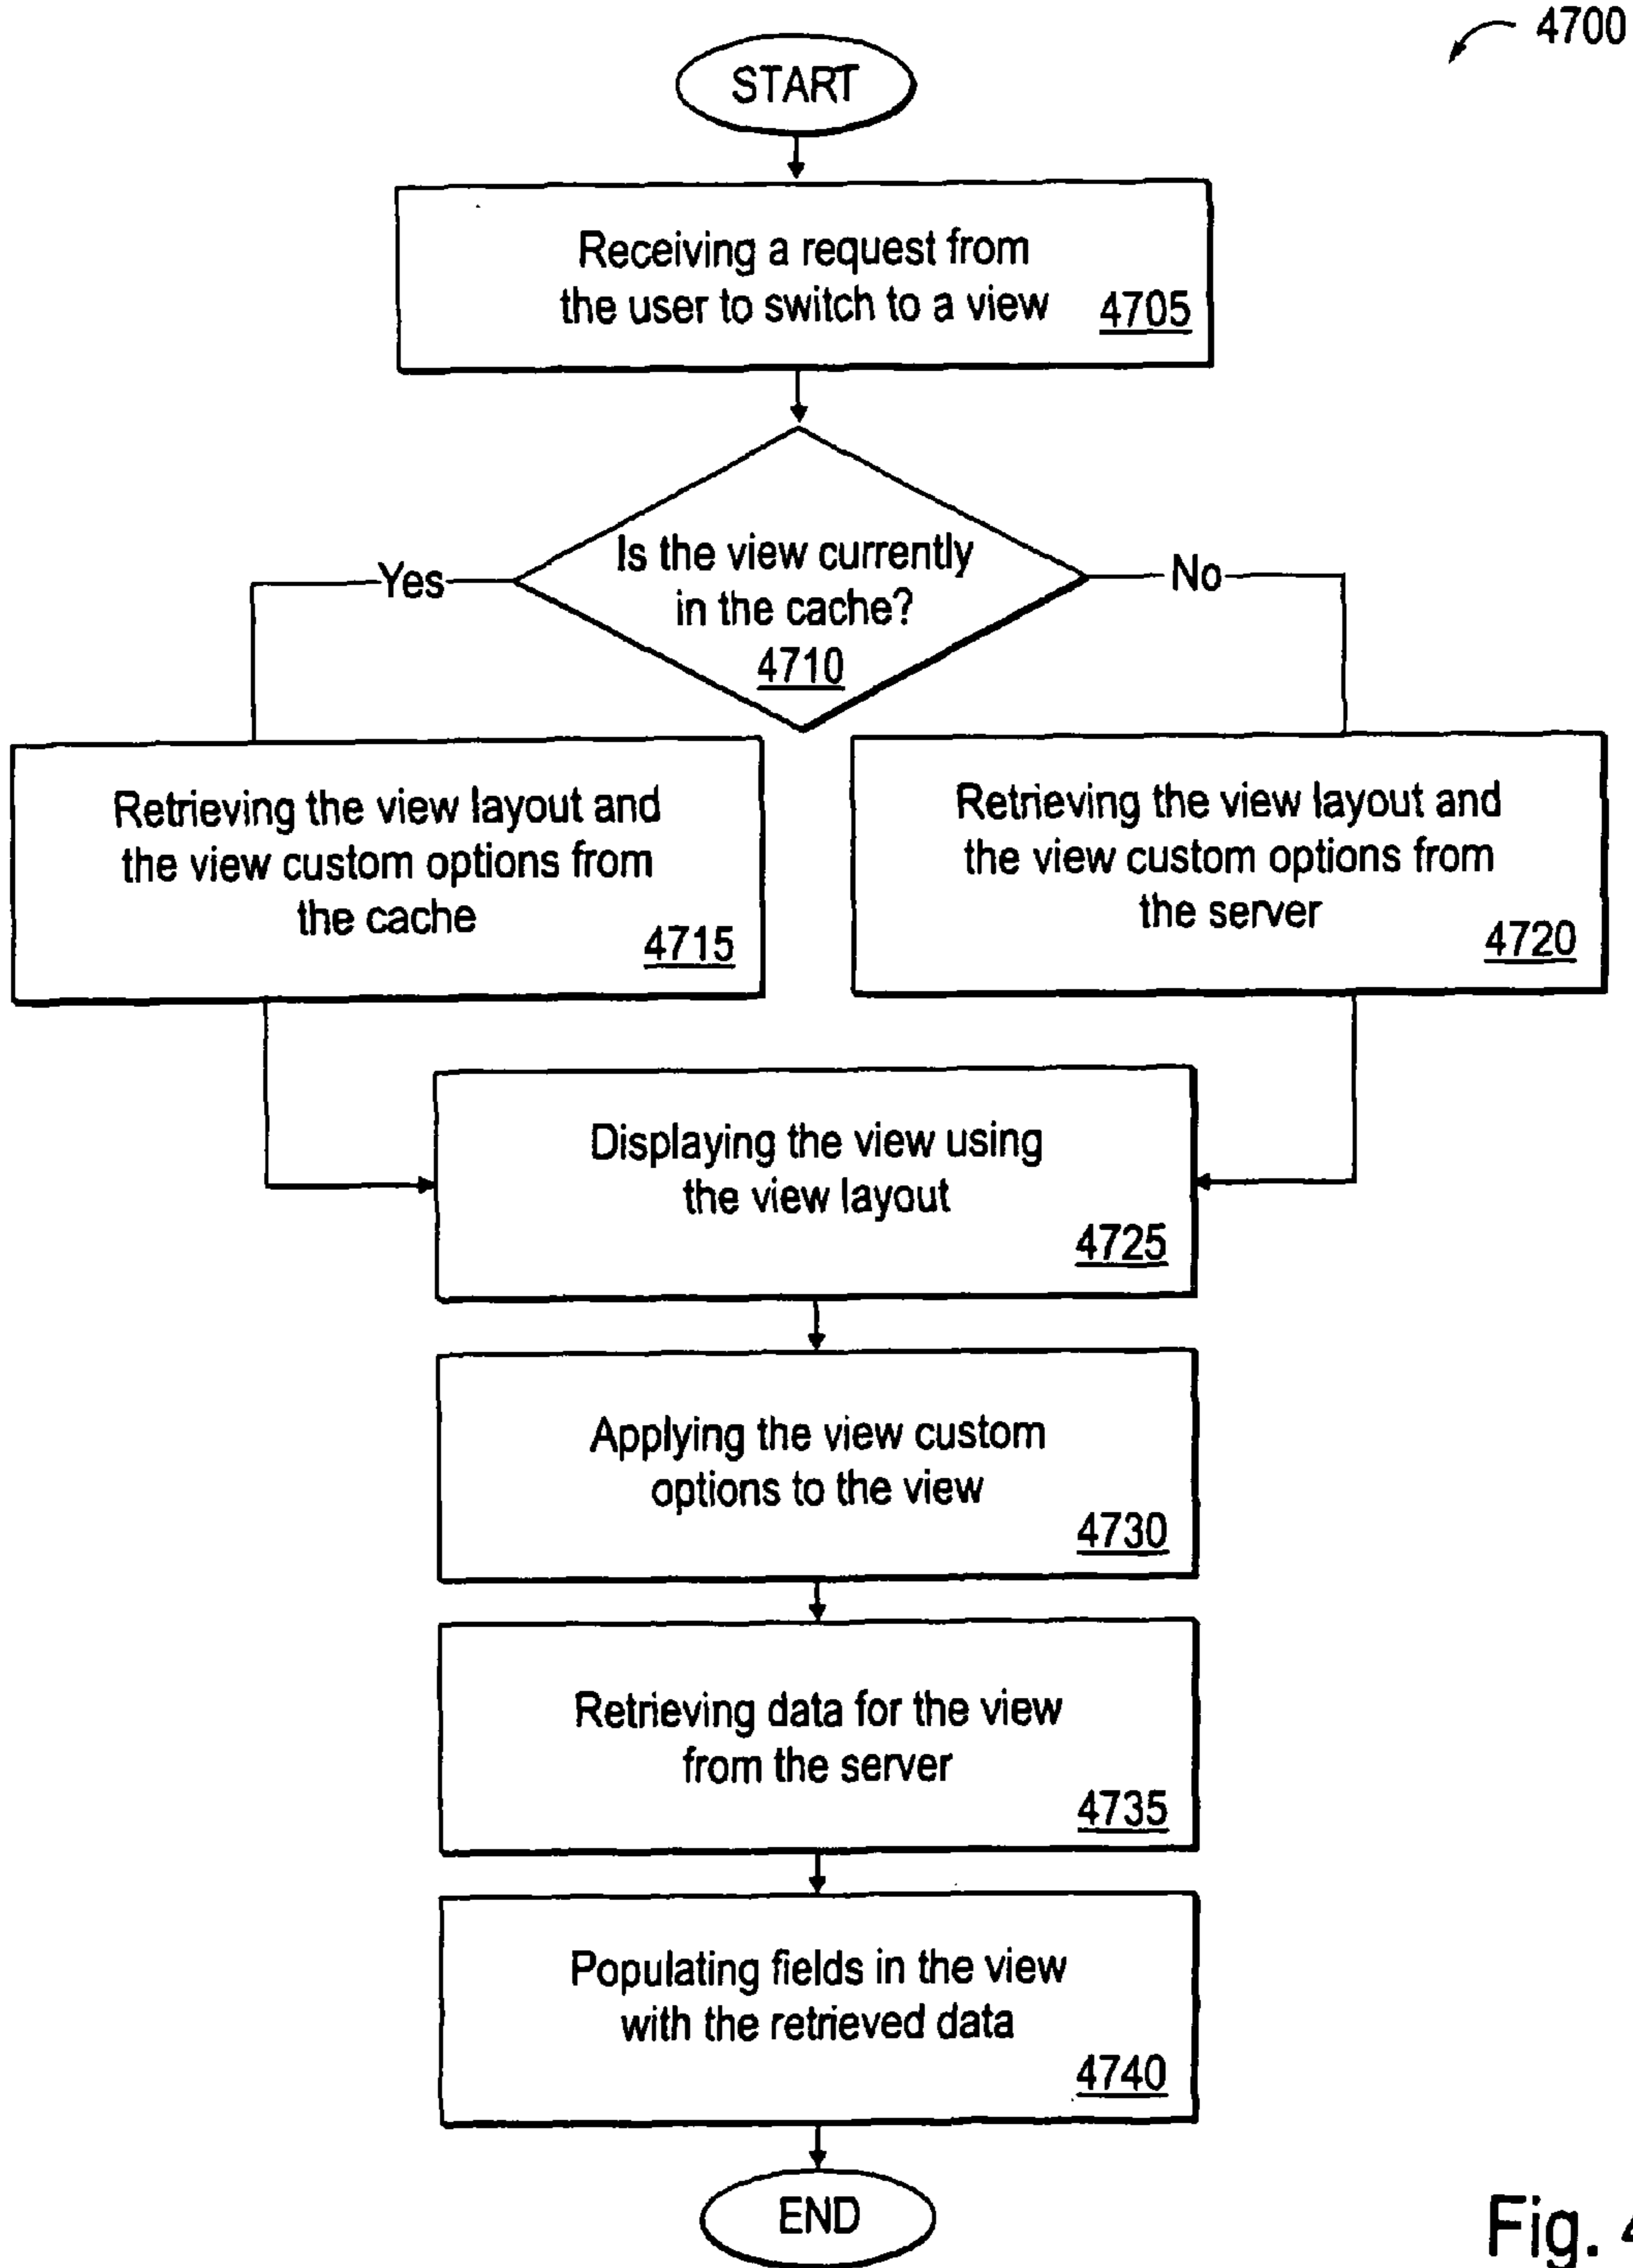 4700
START
Receiving a request from
the user to switch to a view 4705
Is the view currently
in the cache?
4710
Yes
No
Retrieving the view layout and
the view custom options from
the cache
4715
Retrieving the view layout and
the view custom options from
the server
4720
Displaying the view using
the view layout
4725
Applying the view custom
options to the view
4730
Retrieving data for the view
from the server
4735
Populating fields in the view
with the retrieved data
4740
END
Fig.